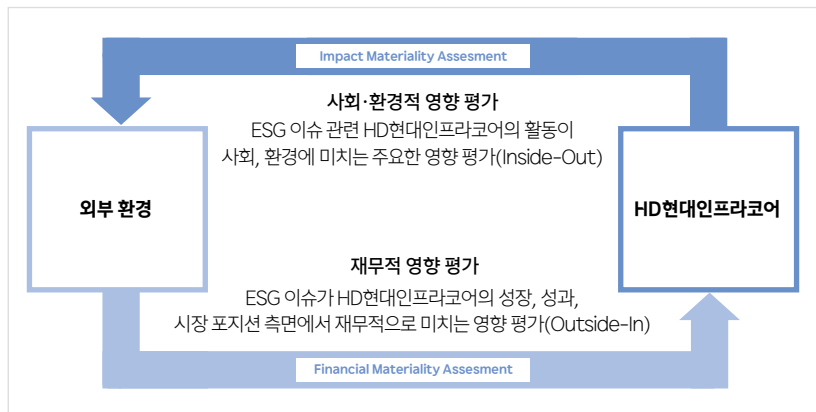 Impact Materiality Assesment
사회·환경적 영향 평가
ESG 이슈 관련 HD현대인프라코어의 활동이
사회, 환경에 미치는 주요한 영향 평가(Inside-Out)
외부 환경
HD현대인프라코어
재무적 영향 평가
ESG 이슈가 HD현대인프라코어의 성장, 성과,
시장 포지션 측면에서 재무적으로 미치는 영향 평가(Outside-In)
Financial Materiality Assesment